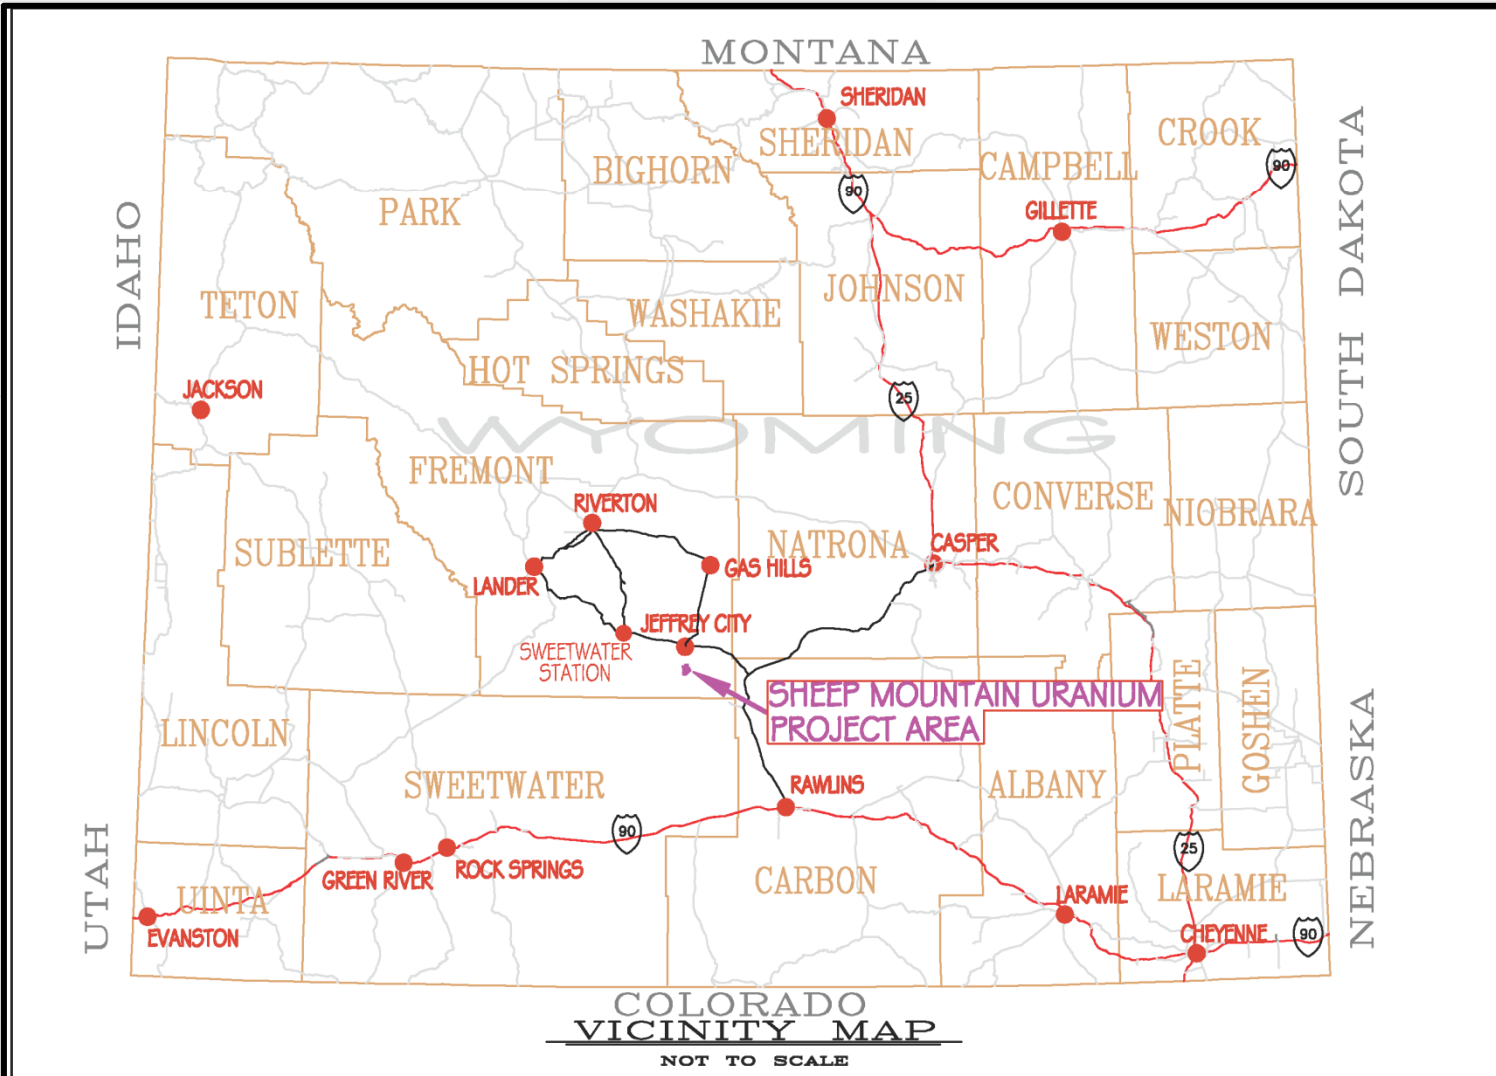 MONTANA
SHERIDAN
SHERIDAN
CROOK
CAMPBELL
BIGHORN
90
90
PARK
GILLETTE
IDAHO
SOUTH DAKOTA
TETON
WASHAKIE
JOHNSON
WESTON
HOT SPRINGS
JACKSON
25
WYOMING
FREMONT
RIVERTON
CONVERSE
NIOBRARA
SUBLETTE
NATRONA
CASPER
LANDER
GAS HILLS
JEFFREY CITY
SWEETWATER
STATION
SHEEP MOUNTAIN URANIUM
PROJECT AREA
PLATTE
GOSHEN
LINCOLN
SWEETWATER
RAWLINS
ALBANY
NEBRASKA
UTAH
90
25
GREEN RIVER
ROCK SPRINGS
CARBON
LARAMIE
LARAMIE
UINTA
EVANSTON
CHEYENNE
90
COLORADO
VICINITY MAP
NOT TO SCALE